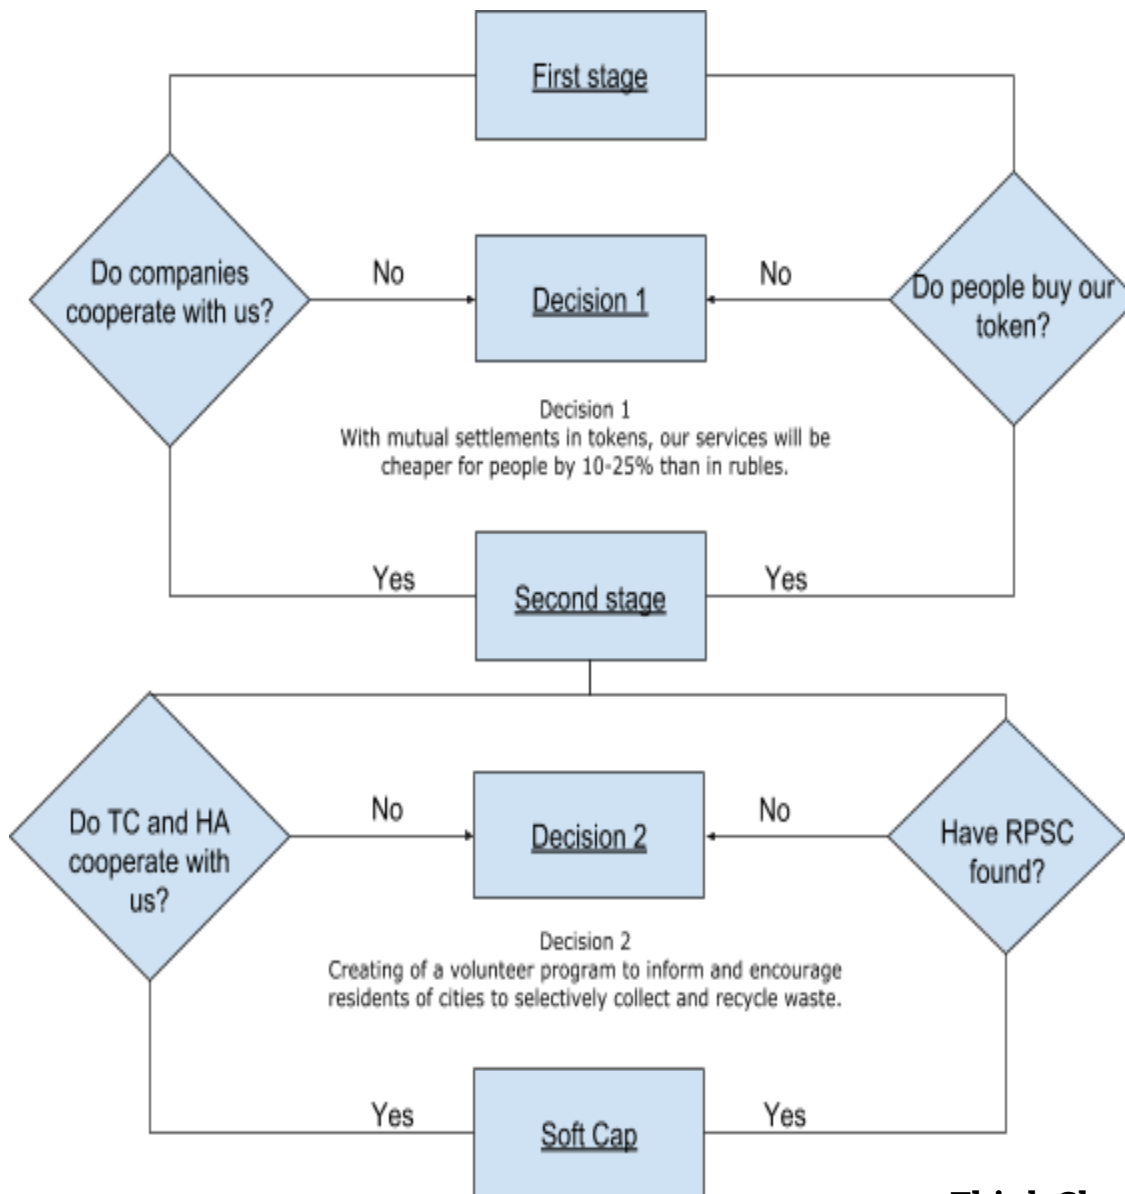 First stage
Do companies
cooperate with us?
No
Decision 1
No
Do people buy our
token?
Decision 1
With mutual settlements in tokens, our services will be
cheaper for people by 10-25% than in rubles.
Yes
Second stage
Yes
Do TC and HA
cooperate with
us?
No
Decision 2
No
Have RPSC
found?
Decision 2
Creating of a volunteer program to inform and encourage
residents of cities to selectively collect and recycle waste.
Yes
Soft Cap
Yes